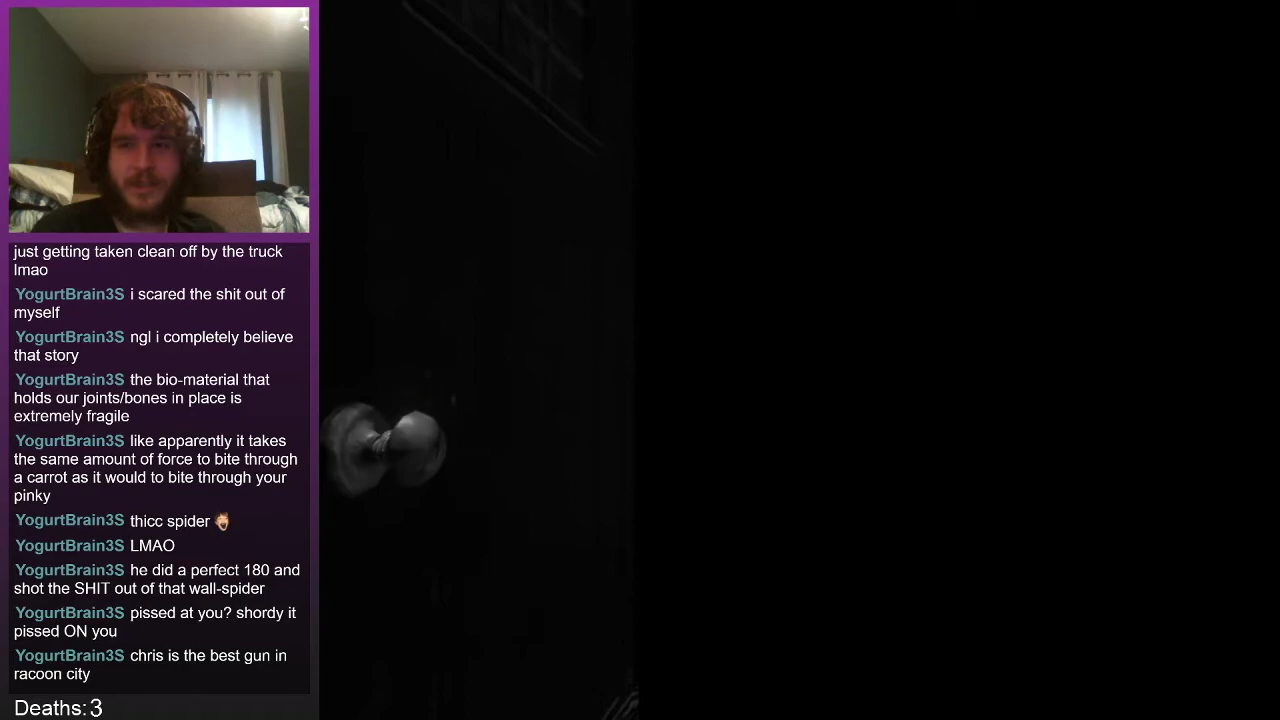 just getting taken clean off by the truck
lmao
YogurtBrain3S i scared the shit out of
myself
YogurtBrain3S ngl i completely believe
that story
YogurtBrain3S the bio-material that
holds our joints/bones in place is
extremely fragile
YogurtBrain3S like apparently it takes
the same amount of force to bite through
a carrot as it would to bite through your
pinky
YogurtBrain3S thicc spider
YogurtBrain3S LMAO
YogurtBrain3S he did a perfect 180 and
shot the SHIT out of that wall-spider
YogurtBrain3S pissed at you? shordy it
pissed ON you
YogurtBrain3S chris is the best gun in
racoon city
Deaths:3